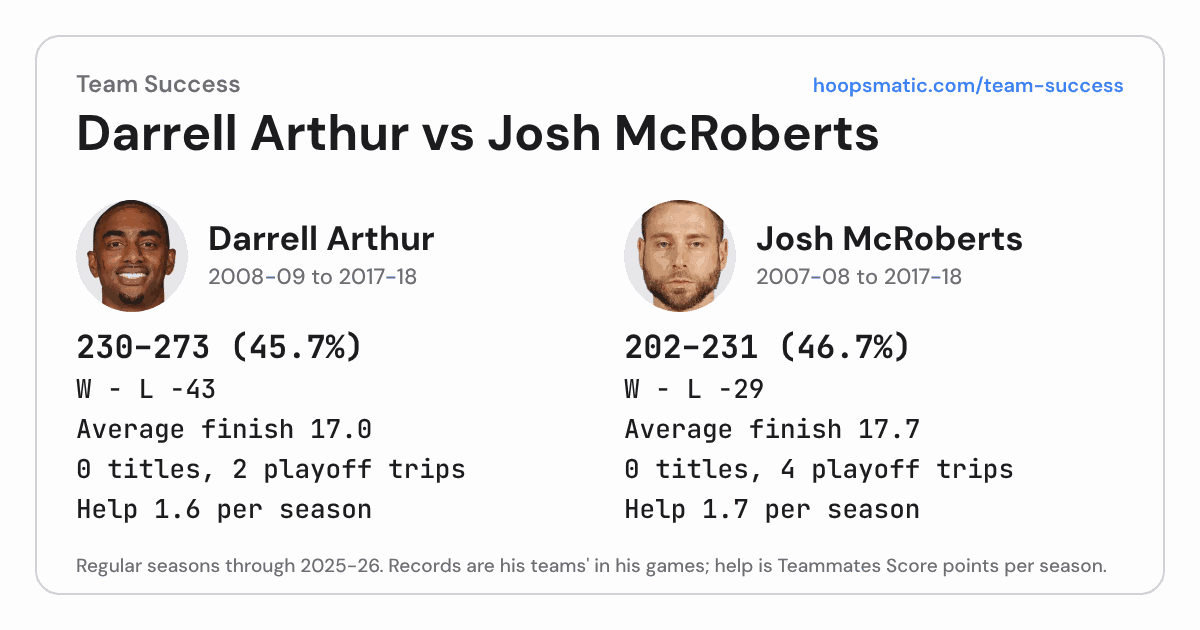 Team Success
hoopsmatic.com/team-success
Darrell Arthur vs Josh McRoberts
Darrell Arthur
2008-09 to 2017-18
230-273 (45.7%)
W - L -43
Average finish 17.0
0 titles, 2 playoff trips
Help 1.6 per season
Josh McRoberts
2007-08 to 2017-18
202-231 (46.7%)
W - L -29
Average finish 17.7
0 titles, 4 playoff trips
Help 1.7 per season
Regular seasons through 2025-26. Records are his teams' in his games; help is Teammates Score points per season.